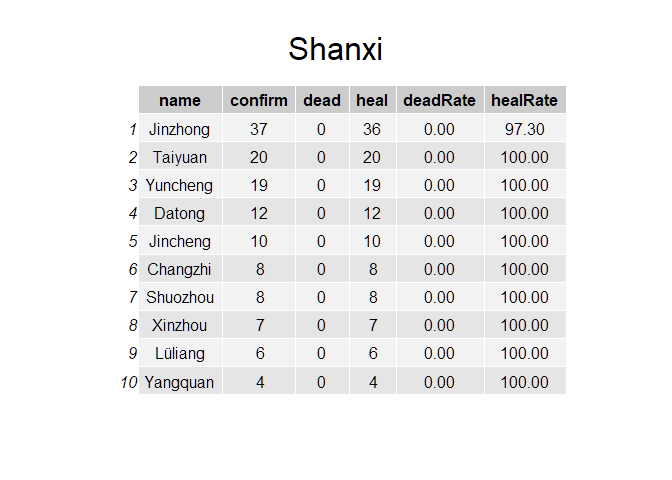 Shanxi
name confirm dead heal deadRate healRate
1 Jinzhong 37 0 36 0.00 97.30
2 Taiyuan 20 0 20 0.00 100.00
3 Yuncheng 19 0 19 0.00 100.00
4 Datong 12 0 12 0.00 100.00
5 Jincheng 10 0 10 0.00 100.00
6 Changzhi 8 0 8 0.00 100.00
7 Shuozhou 8 0 8 0.00 100.00
8 Xinzhou 7 0 7 0.00 100.00
9 Lüliang 6 0 6 0.00 100.00
10 Yangquan 4 0 4 0.00 100.00